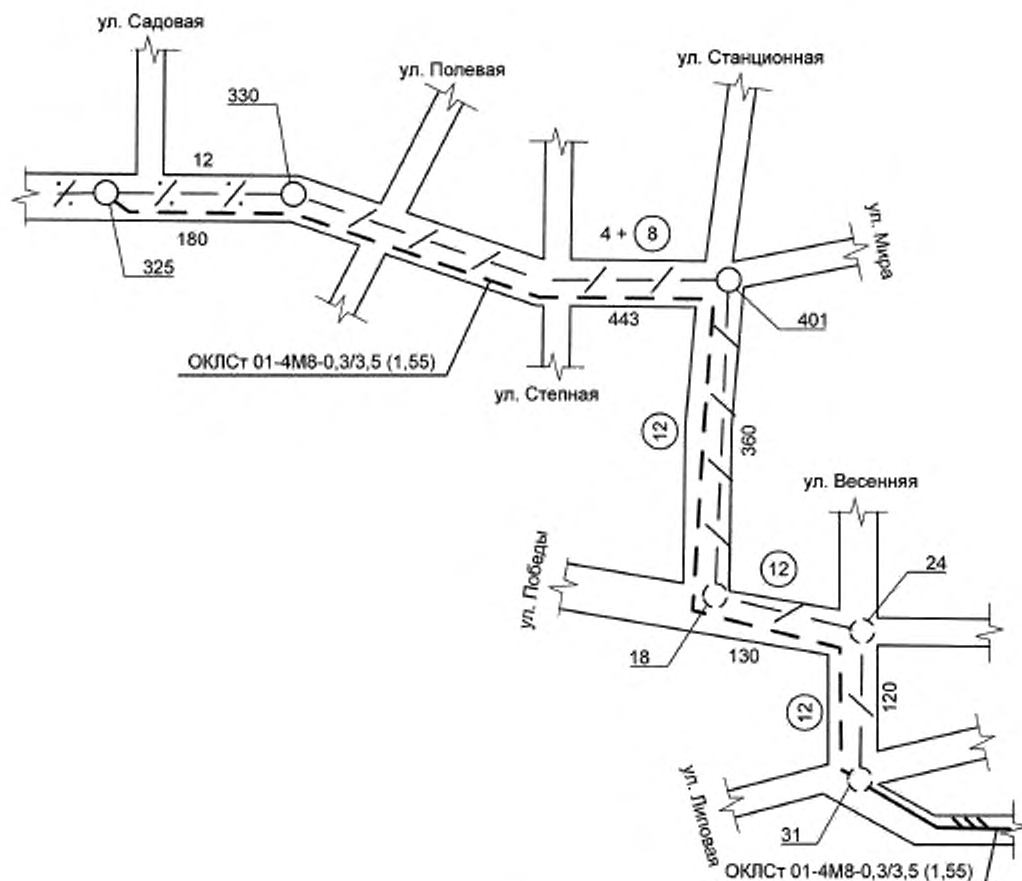 ул. Садовая
ул. Полевая
ул. Станционная
330
12
4 + 8
ул. Мира
180
325
443
401
ОКЛСт 01-4М8-0,3/3,5 (1,55)
ул. Степная
12
360
ул. Весенняя
ул. Победы
12
24
18
130
12
120
ул. Липовая
31
ОКЛСт 01-4М8-0,3/3,5 (1,55)